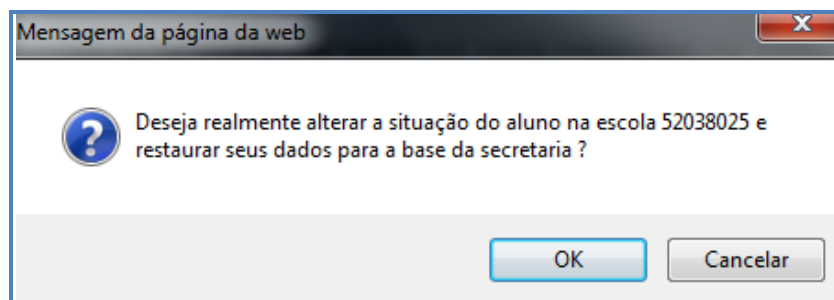 Mensagem da página da web
X
Deseja realmente alterar a situação do aluno na escola 52038025 e
restaurar seus dados para a base da secretaria ?
OK
Cancelar